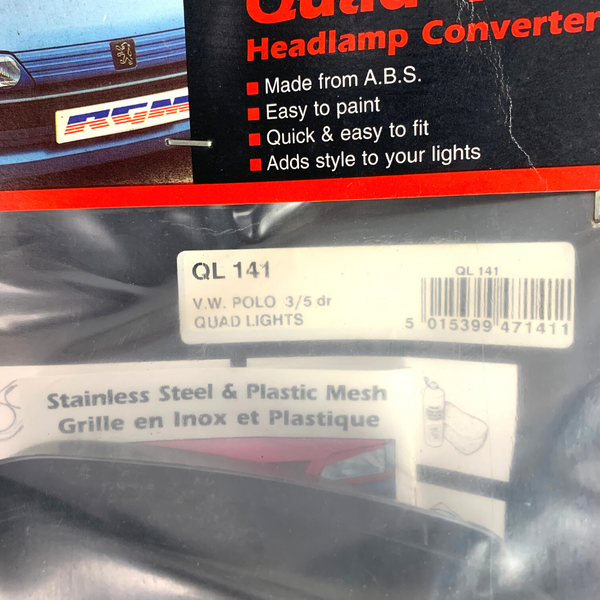 Quad
Headlamp Converter
Made from A.B.S.
Easy to paint
Quick & easy to fit
Adds style to your lights
RGM
QL 141
V.W. POLO 3/5 dr
QUAD LIGHTS
QL 141
5 015399 471411
Stainless Steel & Plastic Mesh
Grille en Inox et Plastique